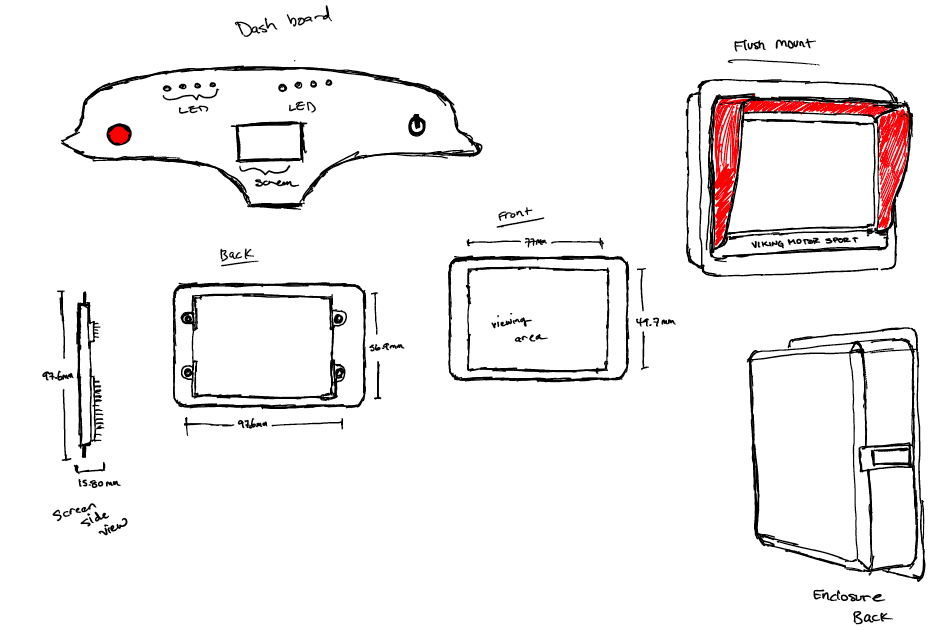 Dash board
LED
LED
Screen
Flush mount
VIKING MOTOR SPORT
Front
77mm
viewing
area
49.7mm
Back
56.9mm
97.6mm
97.6mm
15.80mm
Screen
side
view
Enclosure
Back